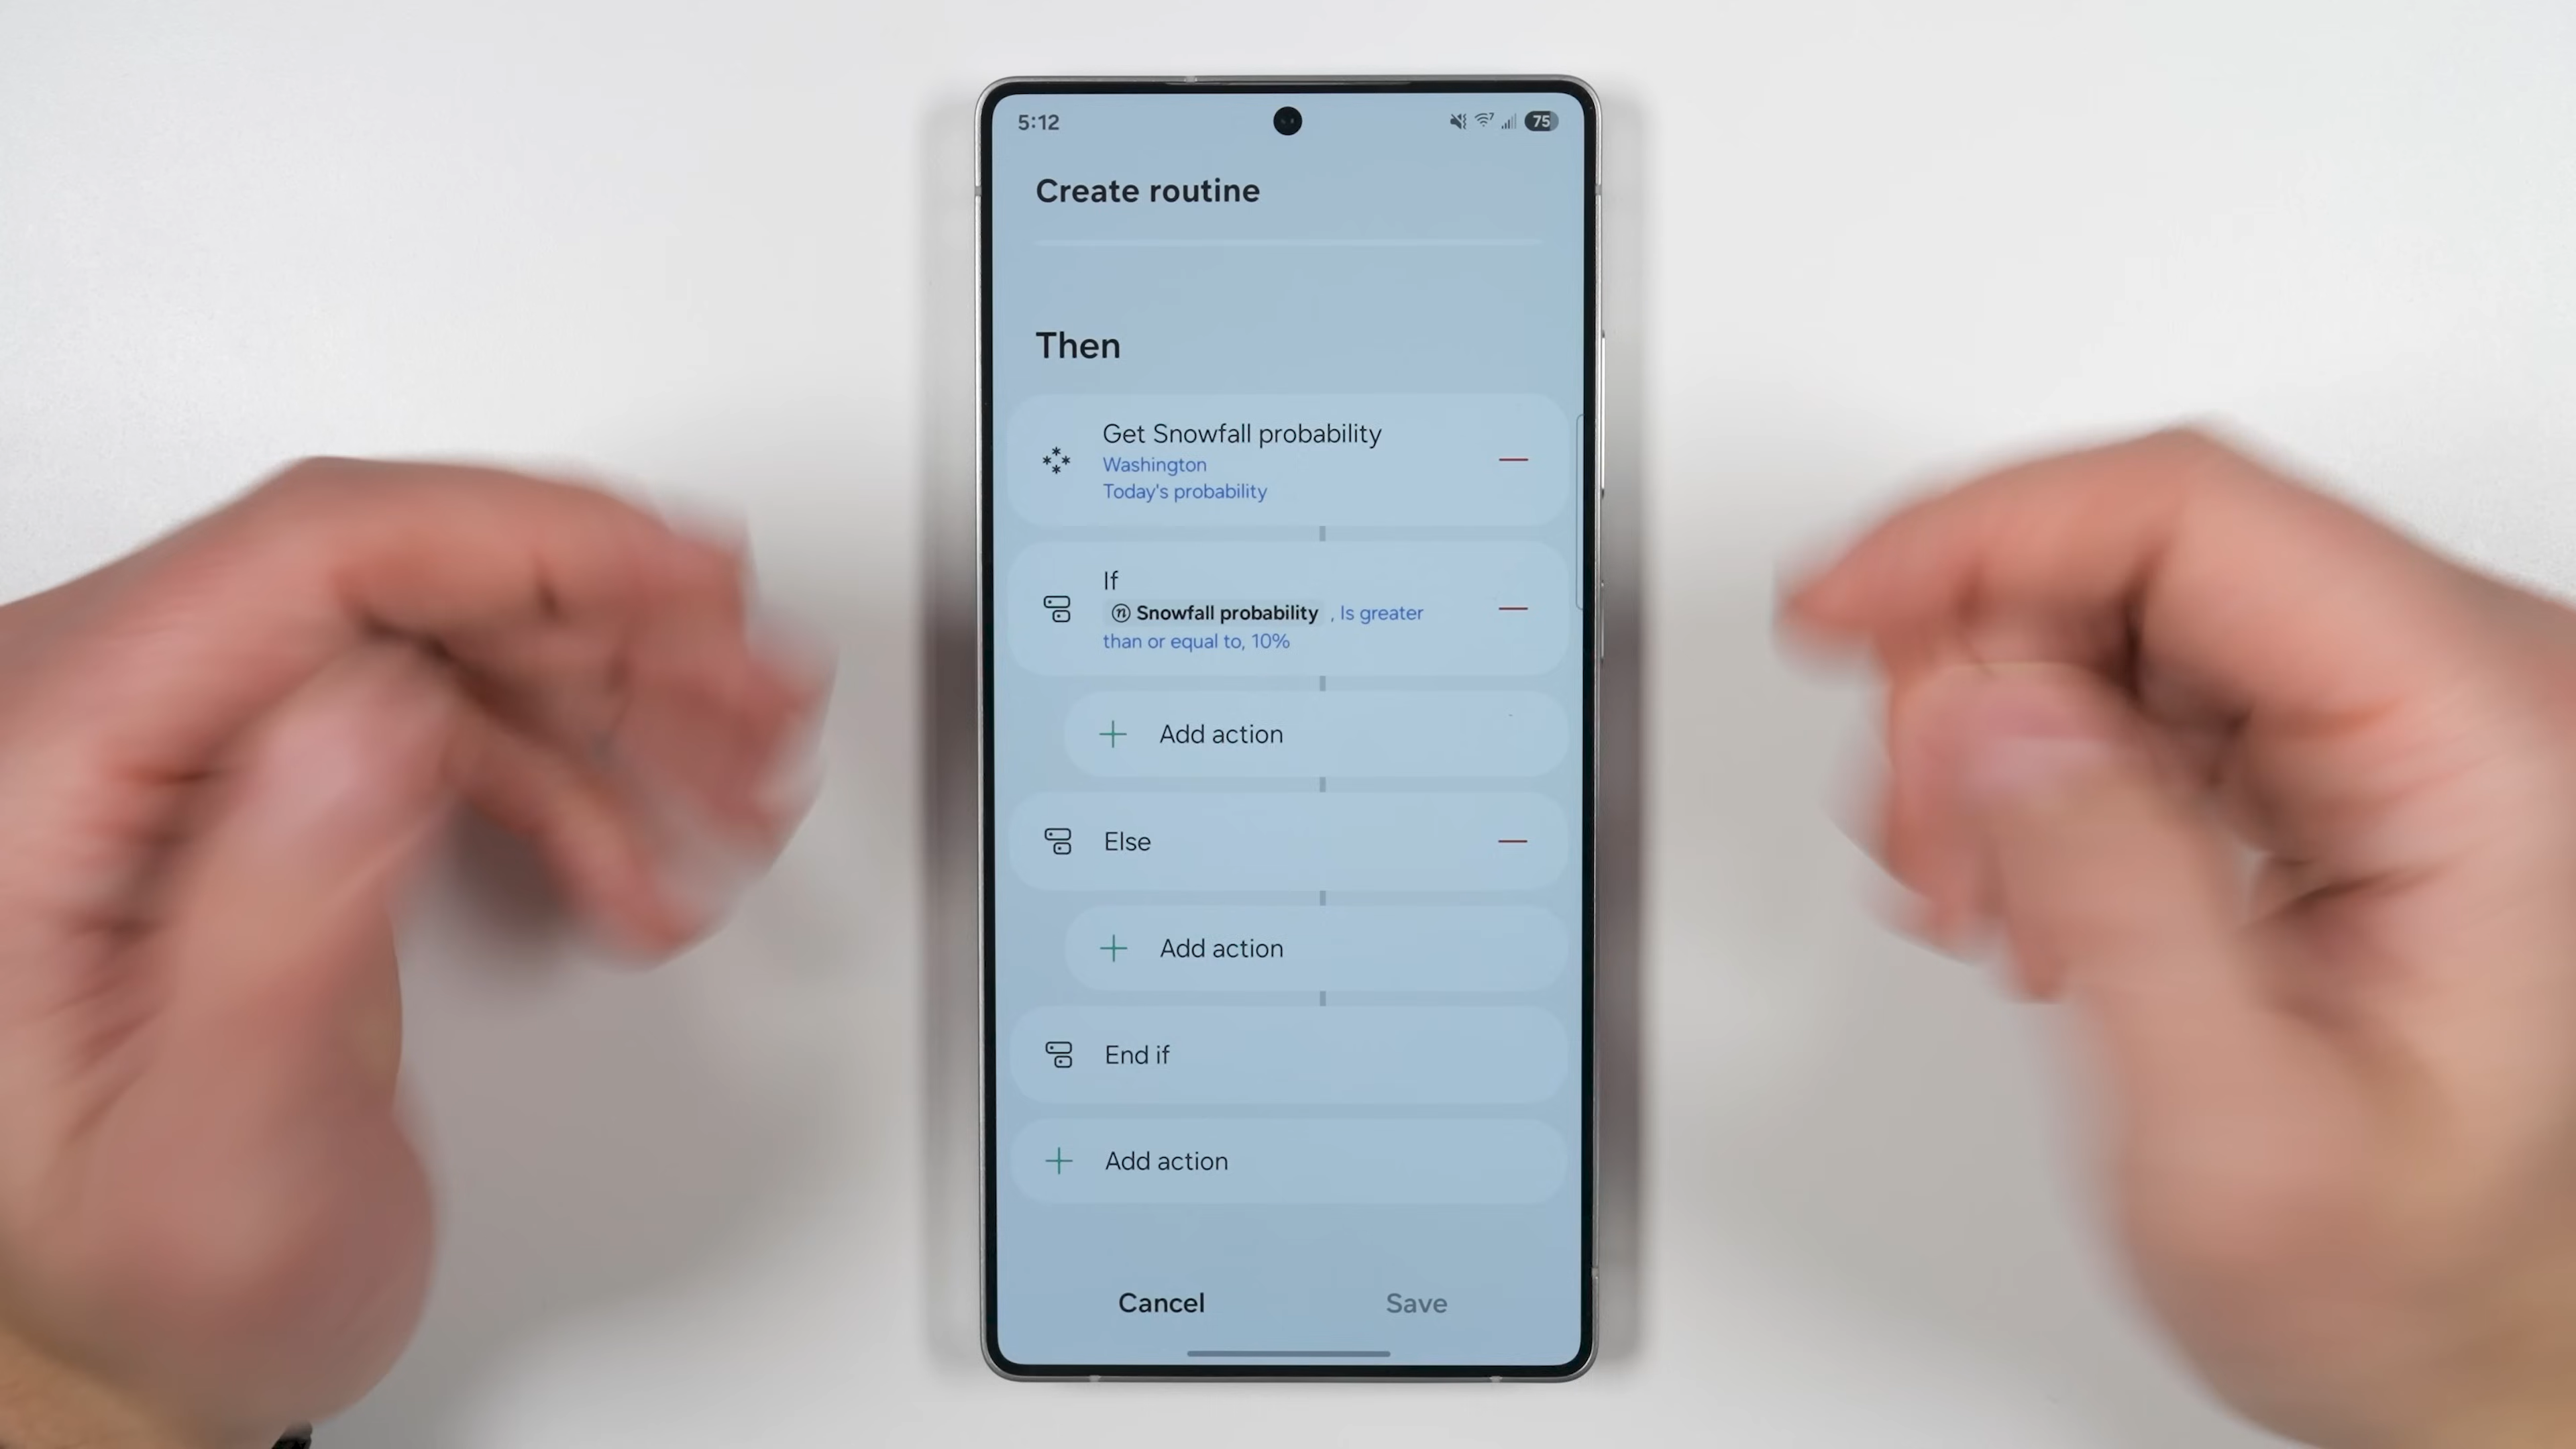 5:12
75
Create routine
Then
Get Snowfall probability
Washington
Today's probability
If
n Snowfall probability , Is greater
than or equal to, 10%
Add action
Else
Add action
End if
Add action
Cancel
Save